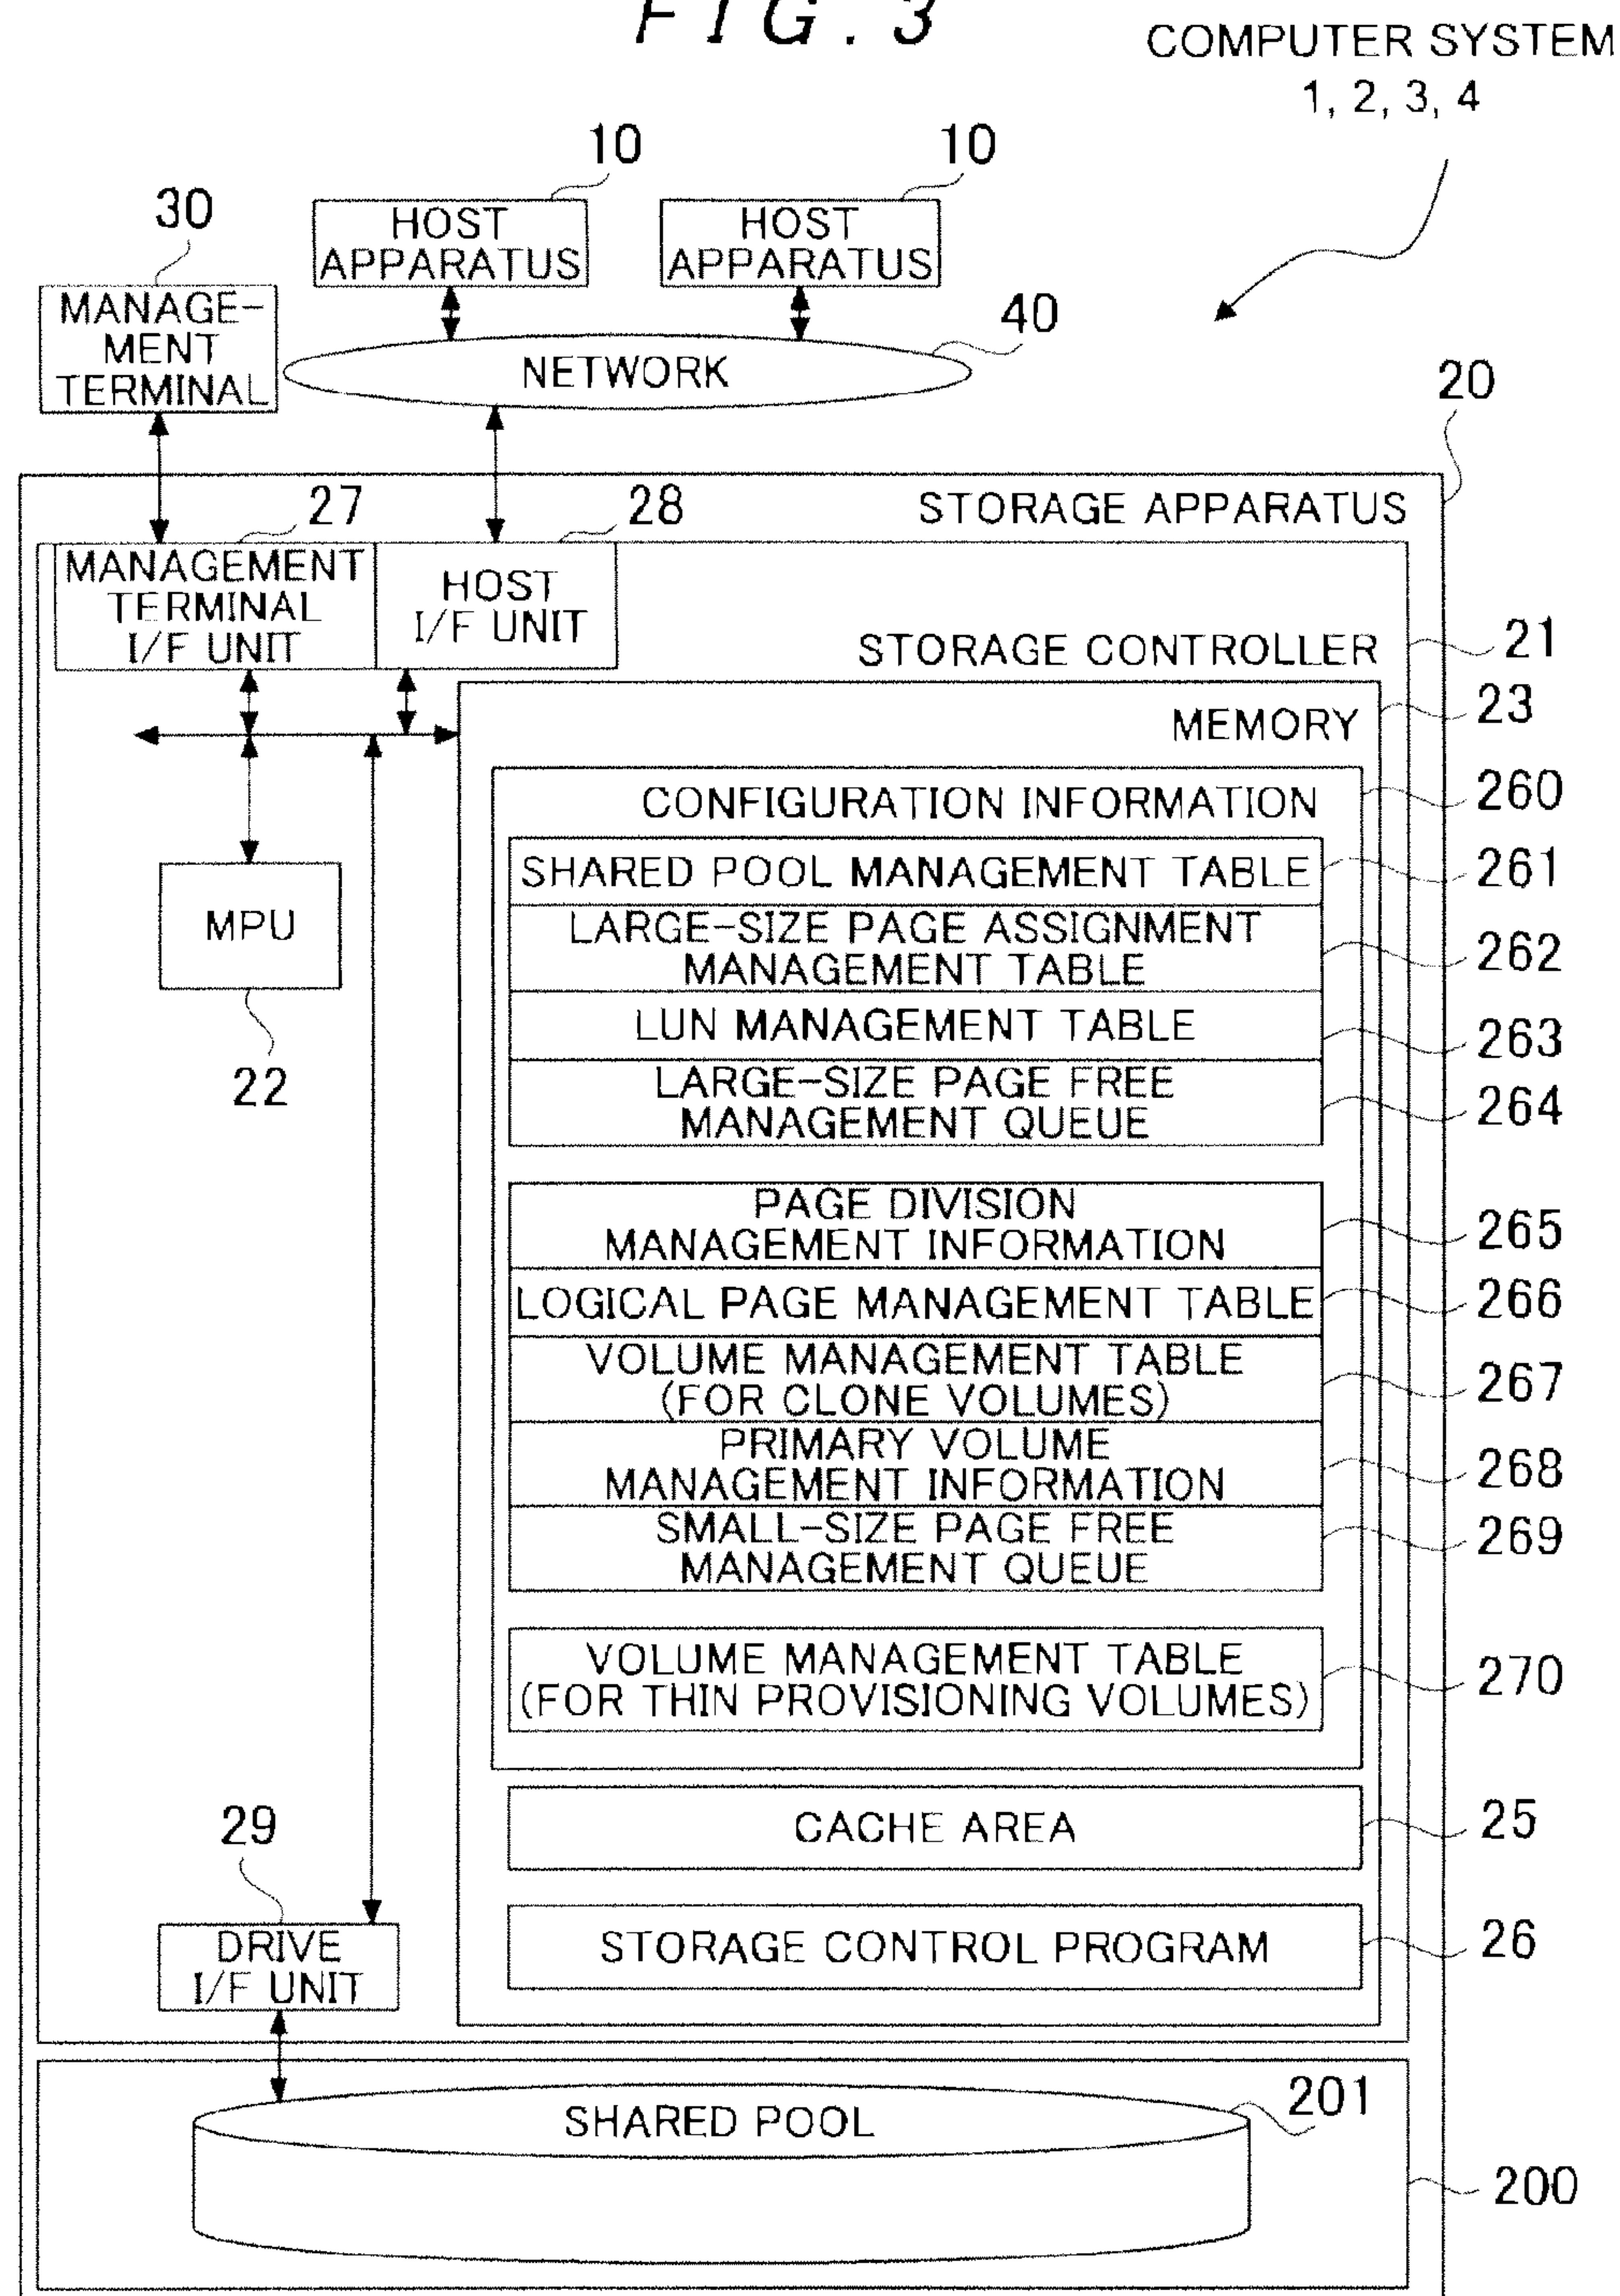 FIG. 3
COMPUTER SYSTEM
1, 2, 3, 4
10
10
30
HOST
APPARATUS
HOST
APPARATUS
MANAGE-
MENT
TERMINAL
40
NETWORK
20
STORAGE APPARATUS
27
28
MANAGEMENT
TERMINAL
I/F UNIT
HOST
I/F UNIT
STORAGE CONTROLLER
21
23
MEMORY
260
CONFIGURATION INFORMATION
SHARED POOL MANAGEMENT TABLE
261
MPU
22
LARGE-SIZE PAGE ASSIGNMENT
MANAGEMENT TABLE
262
LUN MANAGEMENT TABLE
263
LARGE-SIZE PAGE FREE
MANAGEMENT QUEUE
264
PAGE DIVISION
MANAGEMENT INFORMATION
265
LOGICAL PAGE MANAGEMENT TABLE
266
VOLUME MANAGEMENT TABLE
(FOR CLONE VOLUMES)
267
PRIMARY VOLUME
MANAGEMENT INFORMATION
268
SMALL-SIZE PAGE FREE
MANAGEMENT QUEUE
269
VOLUME MANAGEMENT TABLE
(FOR THIN PROVISIONING VOLUMES)
270
CACHE AREA
25
29
DRIVE
I/F UNIT
STORAGE CONTROL PROGRAM
26
SHARED POOL
201
200